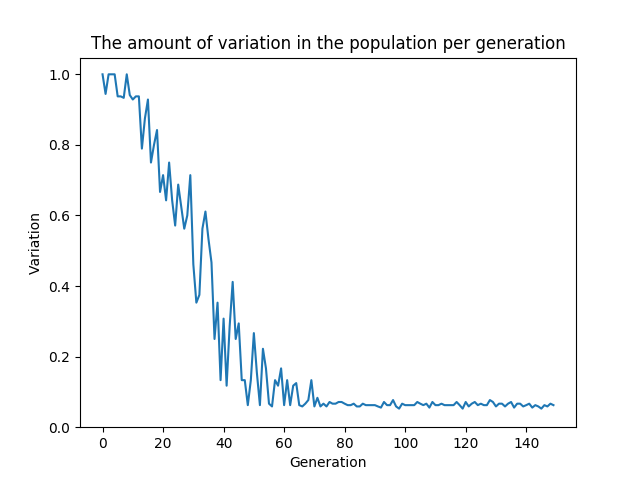 The amount of variation in the population per generation
1.0
0.8
0.6
0.4
0.2
0.0
Variation
0 20 40 60 80 100 120 140
Generation